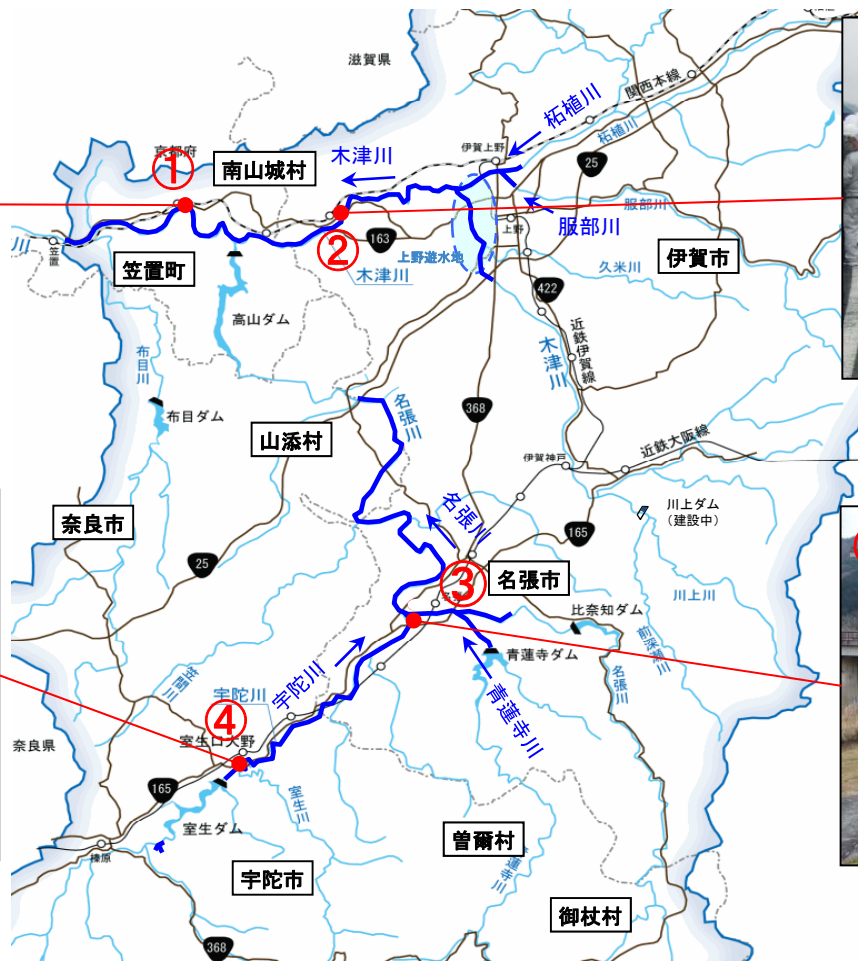 滋賀県
関西本線
柘植川
柘植川
伊賀上野
京都府
①
南山城村
木津川
25
服部川
服部川
上野
②
163
木津川
上野遊水地
久米川
伊賀市
川
笠置
笠置町
高山ダム
422
木津川
近鉄伊賀線
布目川
布目ダム
名張川
368
山添村
伊賀神戸
近鉄大阪線
奈良市
名張川
165
川上ダム
(建設中)
25
③
名張市
川上川
比奈知ダム
前深瀬川
名張川
青蓮寺ダム
青蓮寺川
笠間川
宇陀川
宇陀川
④
室生口大野
奈良県
165
室生川
室生ダム
榛原
曽爾村
宇陀市
蓮寺川
御杖村
368